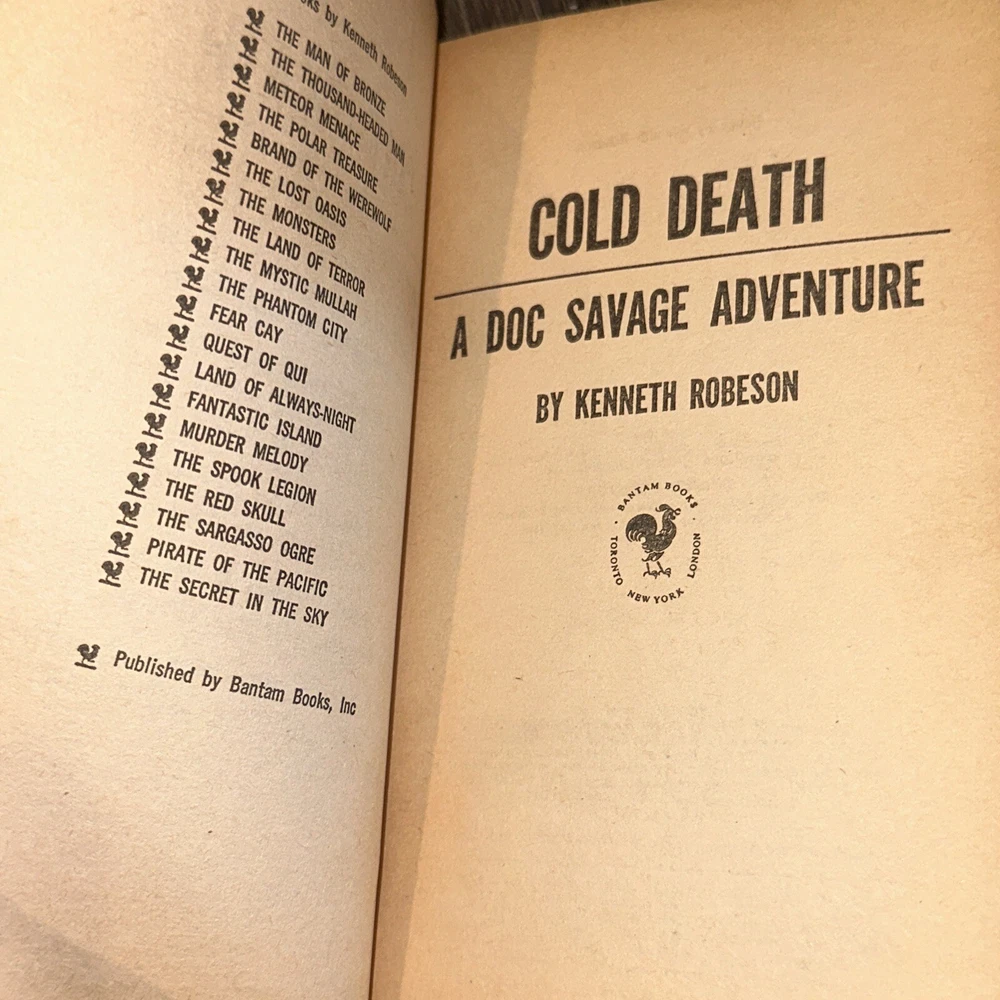 oks by Kenneth Robeson
THE MAN OF BRONZE
THE THOUSAND-HEADED MAN
METEOR MENACE
THE POLAR TREASURE
BRAND OF THE WEREWOLF
THE LOST OASIS
THE MONSTERS
THE LAND OF TERROR
THE MYSTIC MULLAH
THE PHANTOM CITY
FEAR CAY
QUEST OF QUI
LAND OF ALWAYS-NIGHT
FANTASTIC ISLAND
MURDER MELODY
THE SPOOK LEGION
THE RED SKULL
THE SARGASSO OGRE
PIRATE OF THE PACIFIC
THE SECRET IN THE SKY
Published by Bantam Books, Inc
COLD DEATH
A DOC SAVAGE ADVENTURE
BY KENNETH ROBESON
BANTAM BOOKS
TORONTO · NEW YORK · LONDON